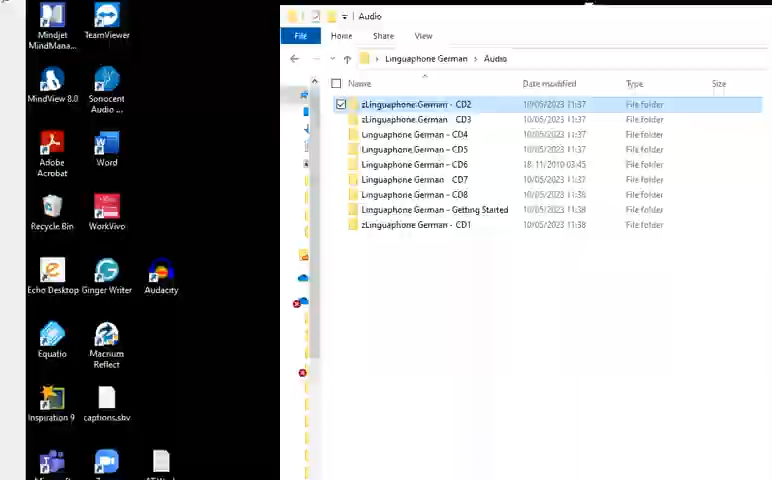 Mindjet
MindMana...
TeamViewer
MindView 8.0
Sonocent
Audio ...
Adobe
Acrobat
Word
Recycle Bin
WorkVivo
Echo Desktop
Ginger Writer
Audacity
Equatio
Macrium
Reflect
Inspiration 9
captions.sbv
Audio
File
Home
Share
View
Linguaphone German
Audio
Name
Date modified
Type
Size
zLinguaphone German - CD2 10/05/2023 11:37 File folder
zLinguaphone German - CD3 10/05/2023 11:37 File folder
Linguaphone German - CD4 10/05/2023 11:37 File folder
Linguaphone German - CD5 10/05/2023 11:37 File folder
Linguaphone German - CD6 18/11/2010 03:45 File folder
Linguaphone German - CD7 10/05/2023 11:37 File folder
Linguaphone German - CD8 10/05/2023 11:38 File folder
Linguaphone German - Getting Started 10/05/2023 11:38 File folder
zLinguaphone German - CD1 10/05/2023 11:38 File folder